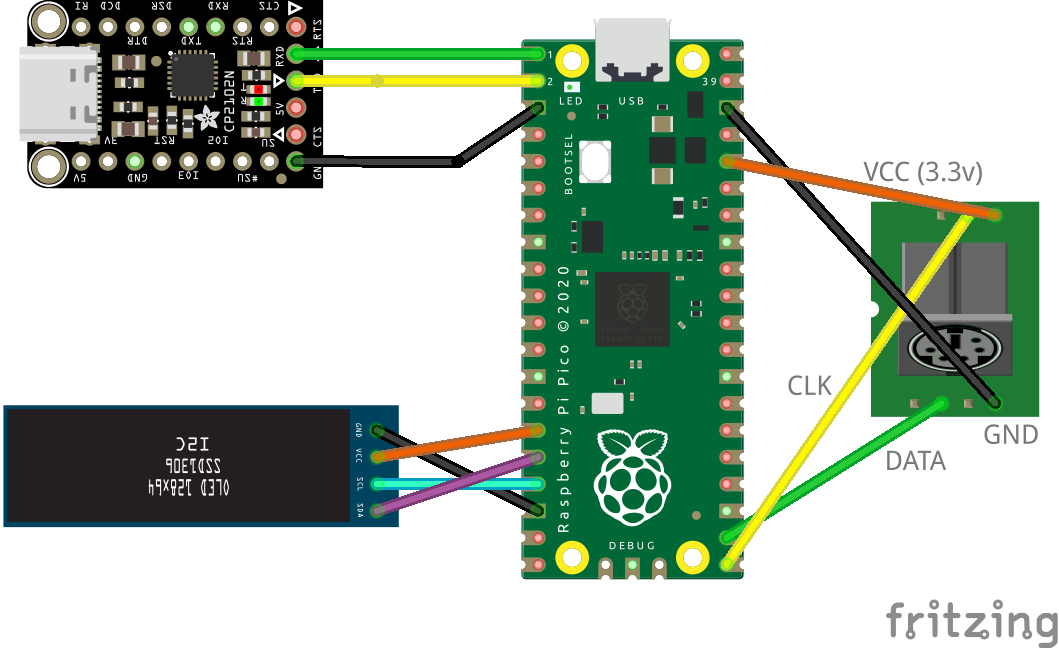 RI DCD DSR RXD CTS
DTR TXD RTS
RTS
RXD
5V
CTS
CP2102N
3V RST IO2 U2
5V GND IO3 SU#
1
2
39
LED USB
BOOTSEL
Raspberry Pi Pico © 2020
DEBUG
VCC (3.3v)
CLK
DATA
GND
I2C
SSD1306
OLED 128x64
GND
VCC
SCL
SDA
fritzing